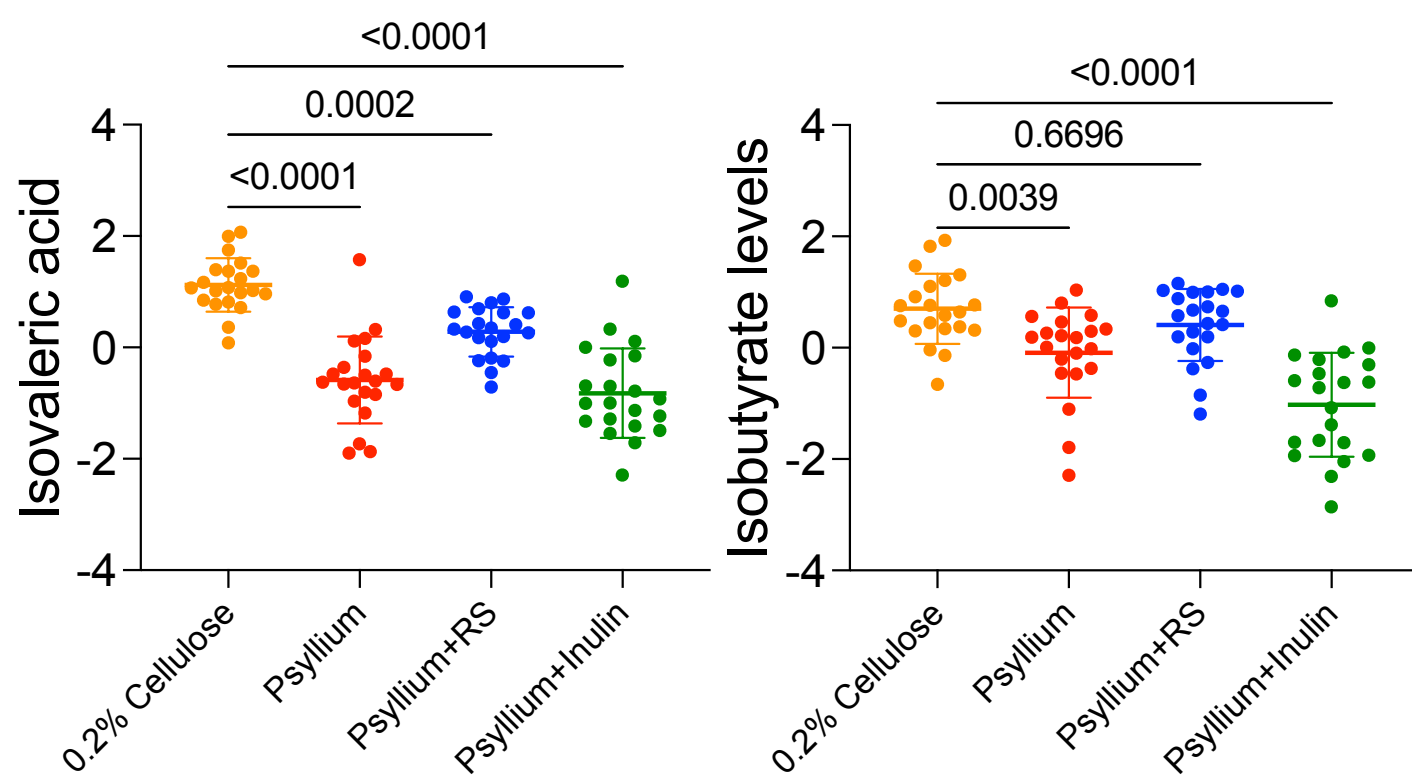 <0.0001
0.0002
<0.0001
4
2
0
-2
-4
Isovaleric acid
0.2% Cellulose
Psyllium
Psyllium+RS
Psyllium+Inulin
<0.0001
0.6696
0.0039
4
2
0
-2
-4
Isobutyrate levels
0.2% Cellulose
Psyllium
Psyllium+RS
Psyllium+Inulin